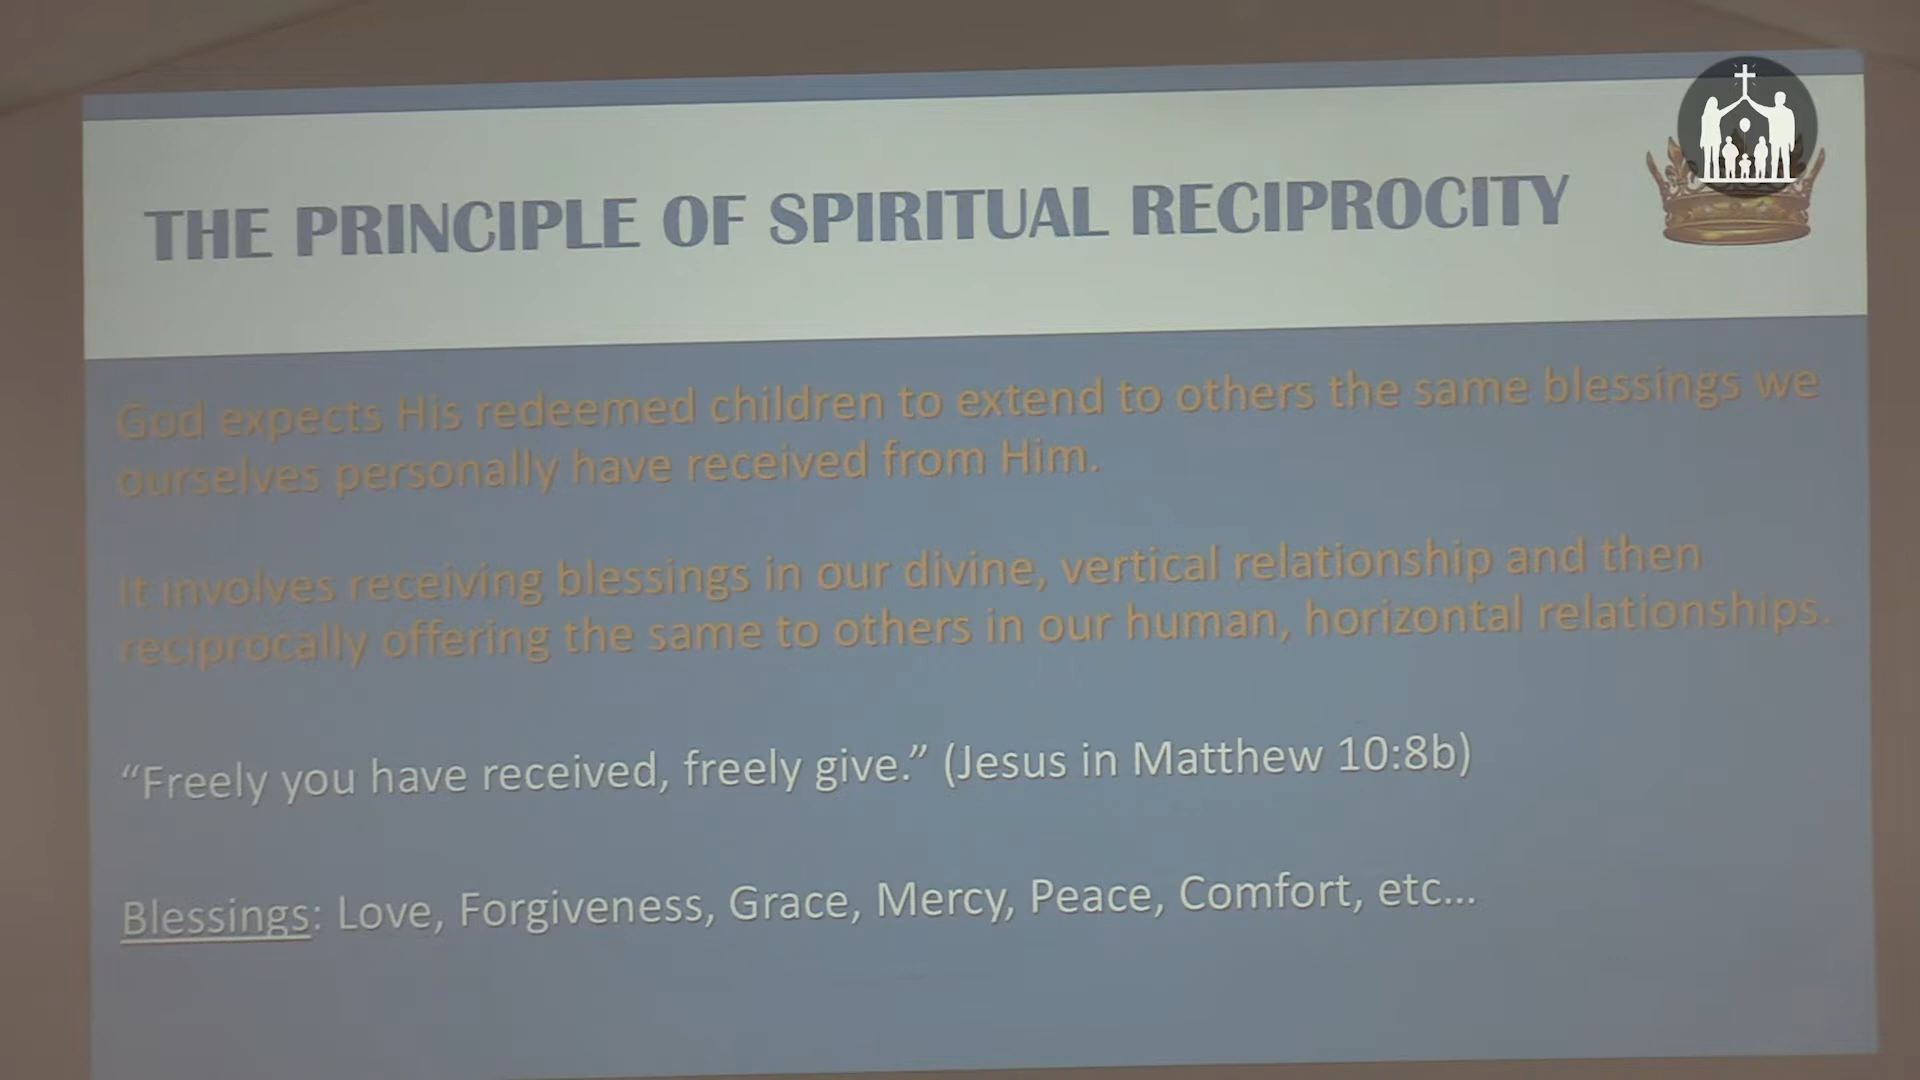 THE PRINCIPLE OF SPIRITUAL RECIPROCITY
God expects His redeemed children to extend to others the same blessings we
ourselves personally have received from Him.
It involves receiving blessings in our divine, vertical relationship and then
reciprocally offering the same to others in our human, horizontal relationships.
“Freely you have received, freely give.” (Jesus in Matthew 10:8b)
Blessings: Love, Forgiveness, Grace, Mercy, Peace, Comfort, etc...